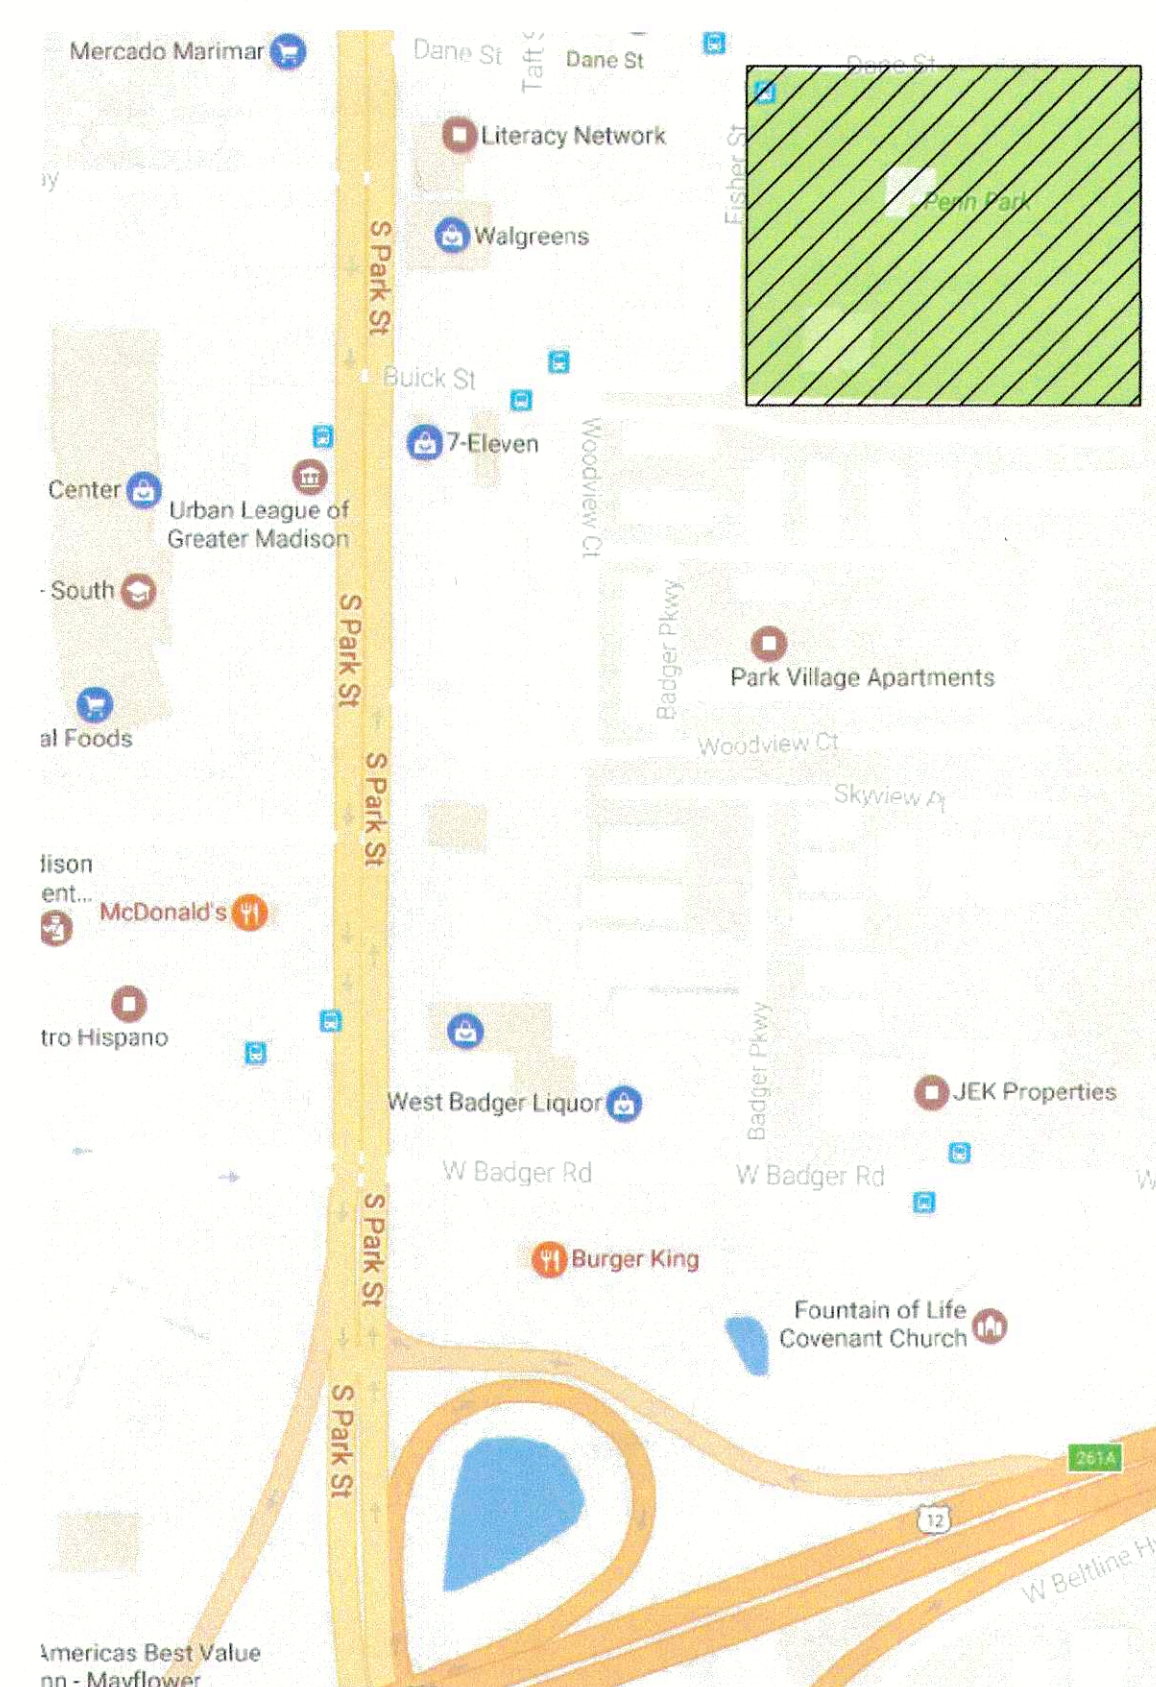 Mercado Marimar
Dane St
Taft S
Dane St
Dane St
Literacy Network
Fisher St
Penn Park
ay
Walgreens
S Park St
Buick St
7-Eleven
Woodview Ct
Center
Urban League of
Greater Madison
- South
S Park St
Badger Pkwy
Park Village Apartments
al Foods
Woodview Ct
S Park St
Skyview
dison
ent...
McDonald's
tro Hispano
Badger Pkwy
West Badger Liquor
JEK Properties
W Badger Rd
W Badger Rd
W
S Park St
Burger King
Fountain of Life
Covenant Church
S Park St
261A
12
W Beltline H
Americas Best Value
nn - Mayflower